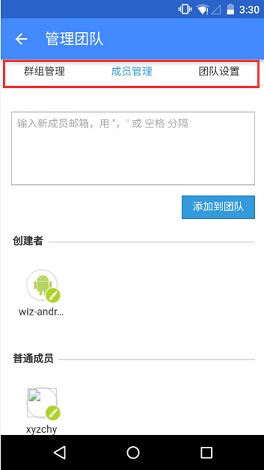 3:30
管理团队
群组管理 成员管理 团队设置
输入新成员邮箱，用 "，" 或 空格 分隔
添加到团队
创建者
wiz-andr...
普通成员
xyzchy